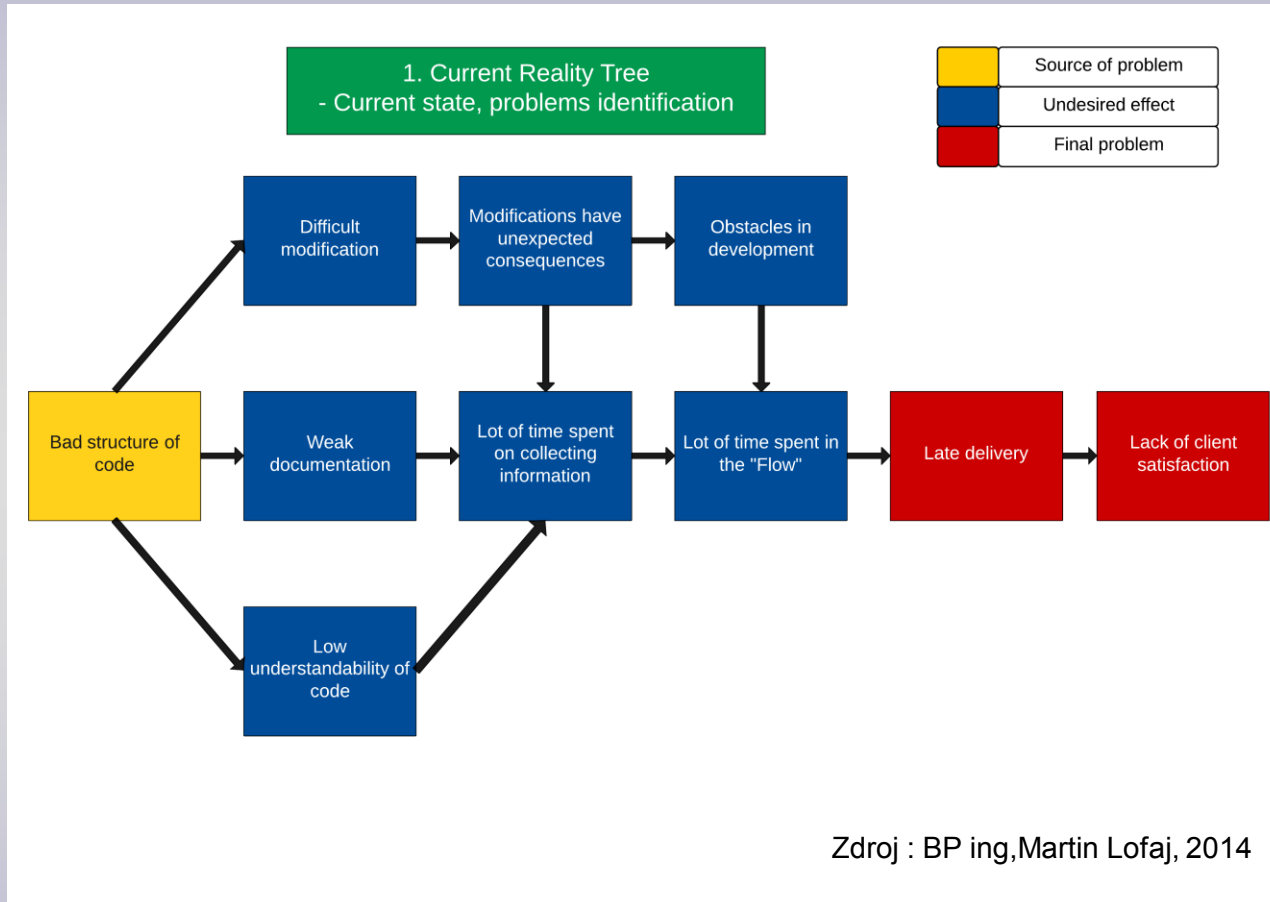 1. Current Reality Tree
- Current state, problems identification
Source of problem
Undesired effect
Final problem
Difficult
modification
Modifications have
unexpected
consequences
Obstacles in
development
Bad structure of
code
Weak
documentation
Lot of time spent
on collecting
information
Lot of time spent in
the "Flow"
Late delivery
Lack of client
satisfaction
Low
understandability of
code
Zdroj : BP ing,Martin Lofaj, 2014